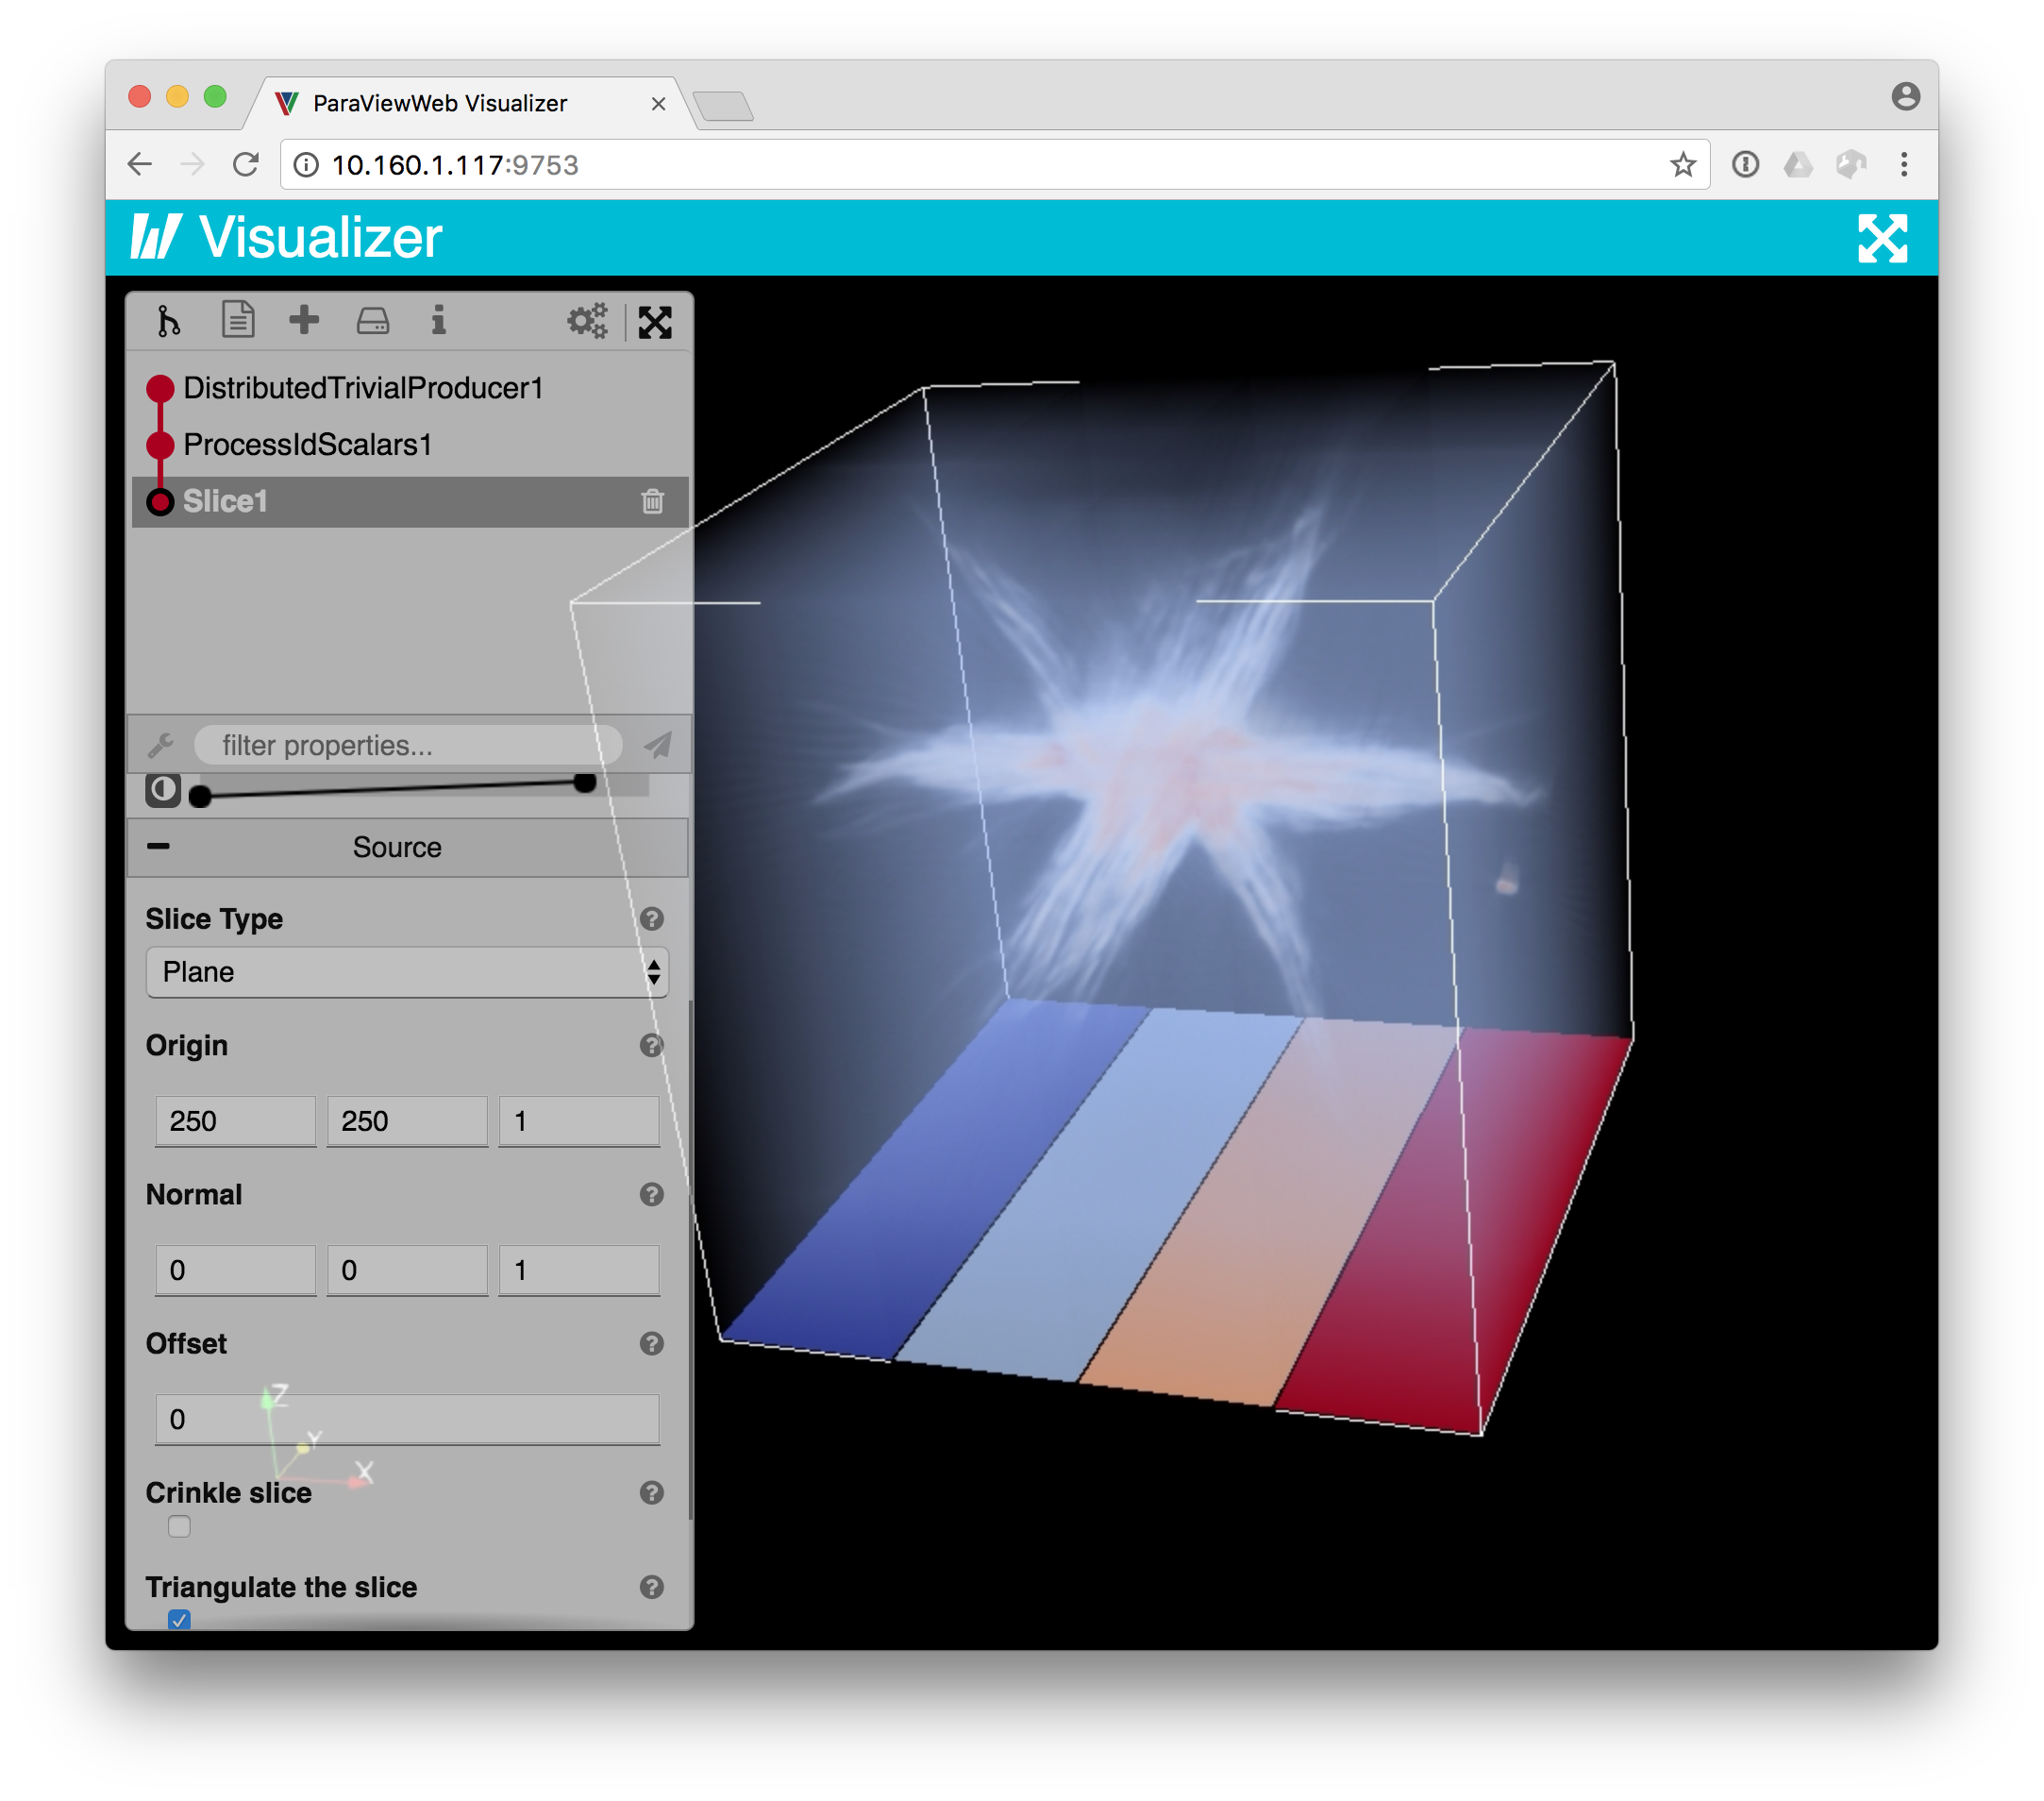 ParaViewWeb Visualizer
10.160.1.117:9753
Visualizer
DistributedTrivialProducer1
ProcessIdScalars1
Slice1
filter properties...
Source
Slice Type
Plane
Origin
250 250 1
Normal
0 0 1
Offset
0
Z
Y
X
Crinkle slice
Triangulate the slice